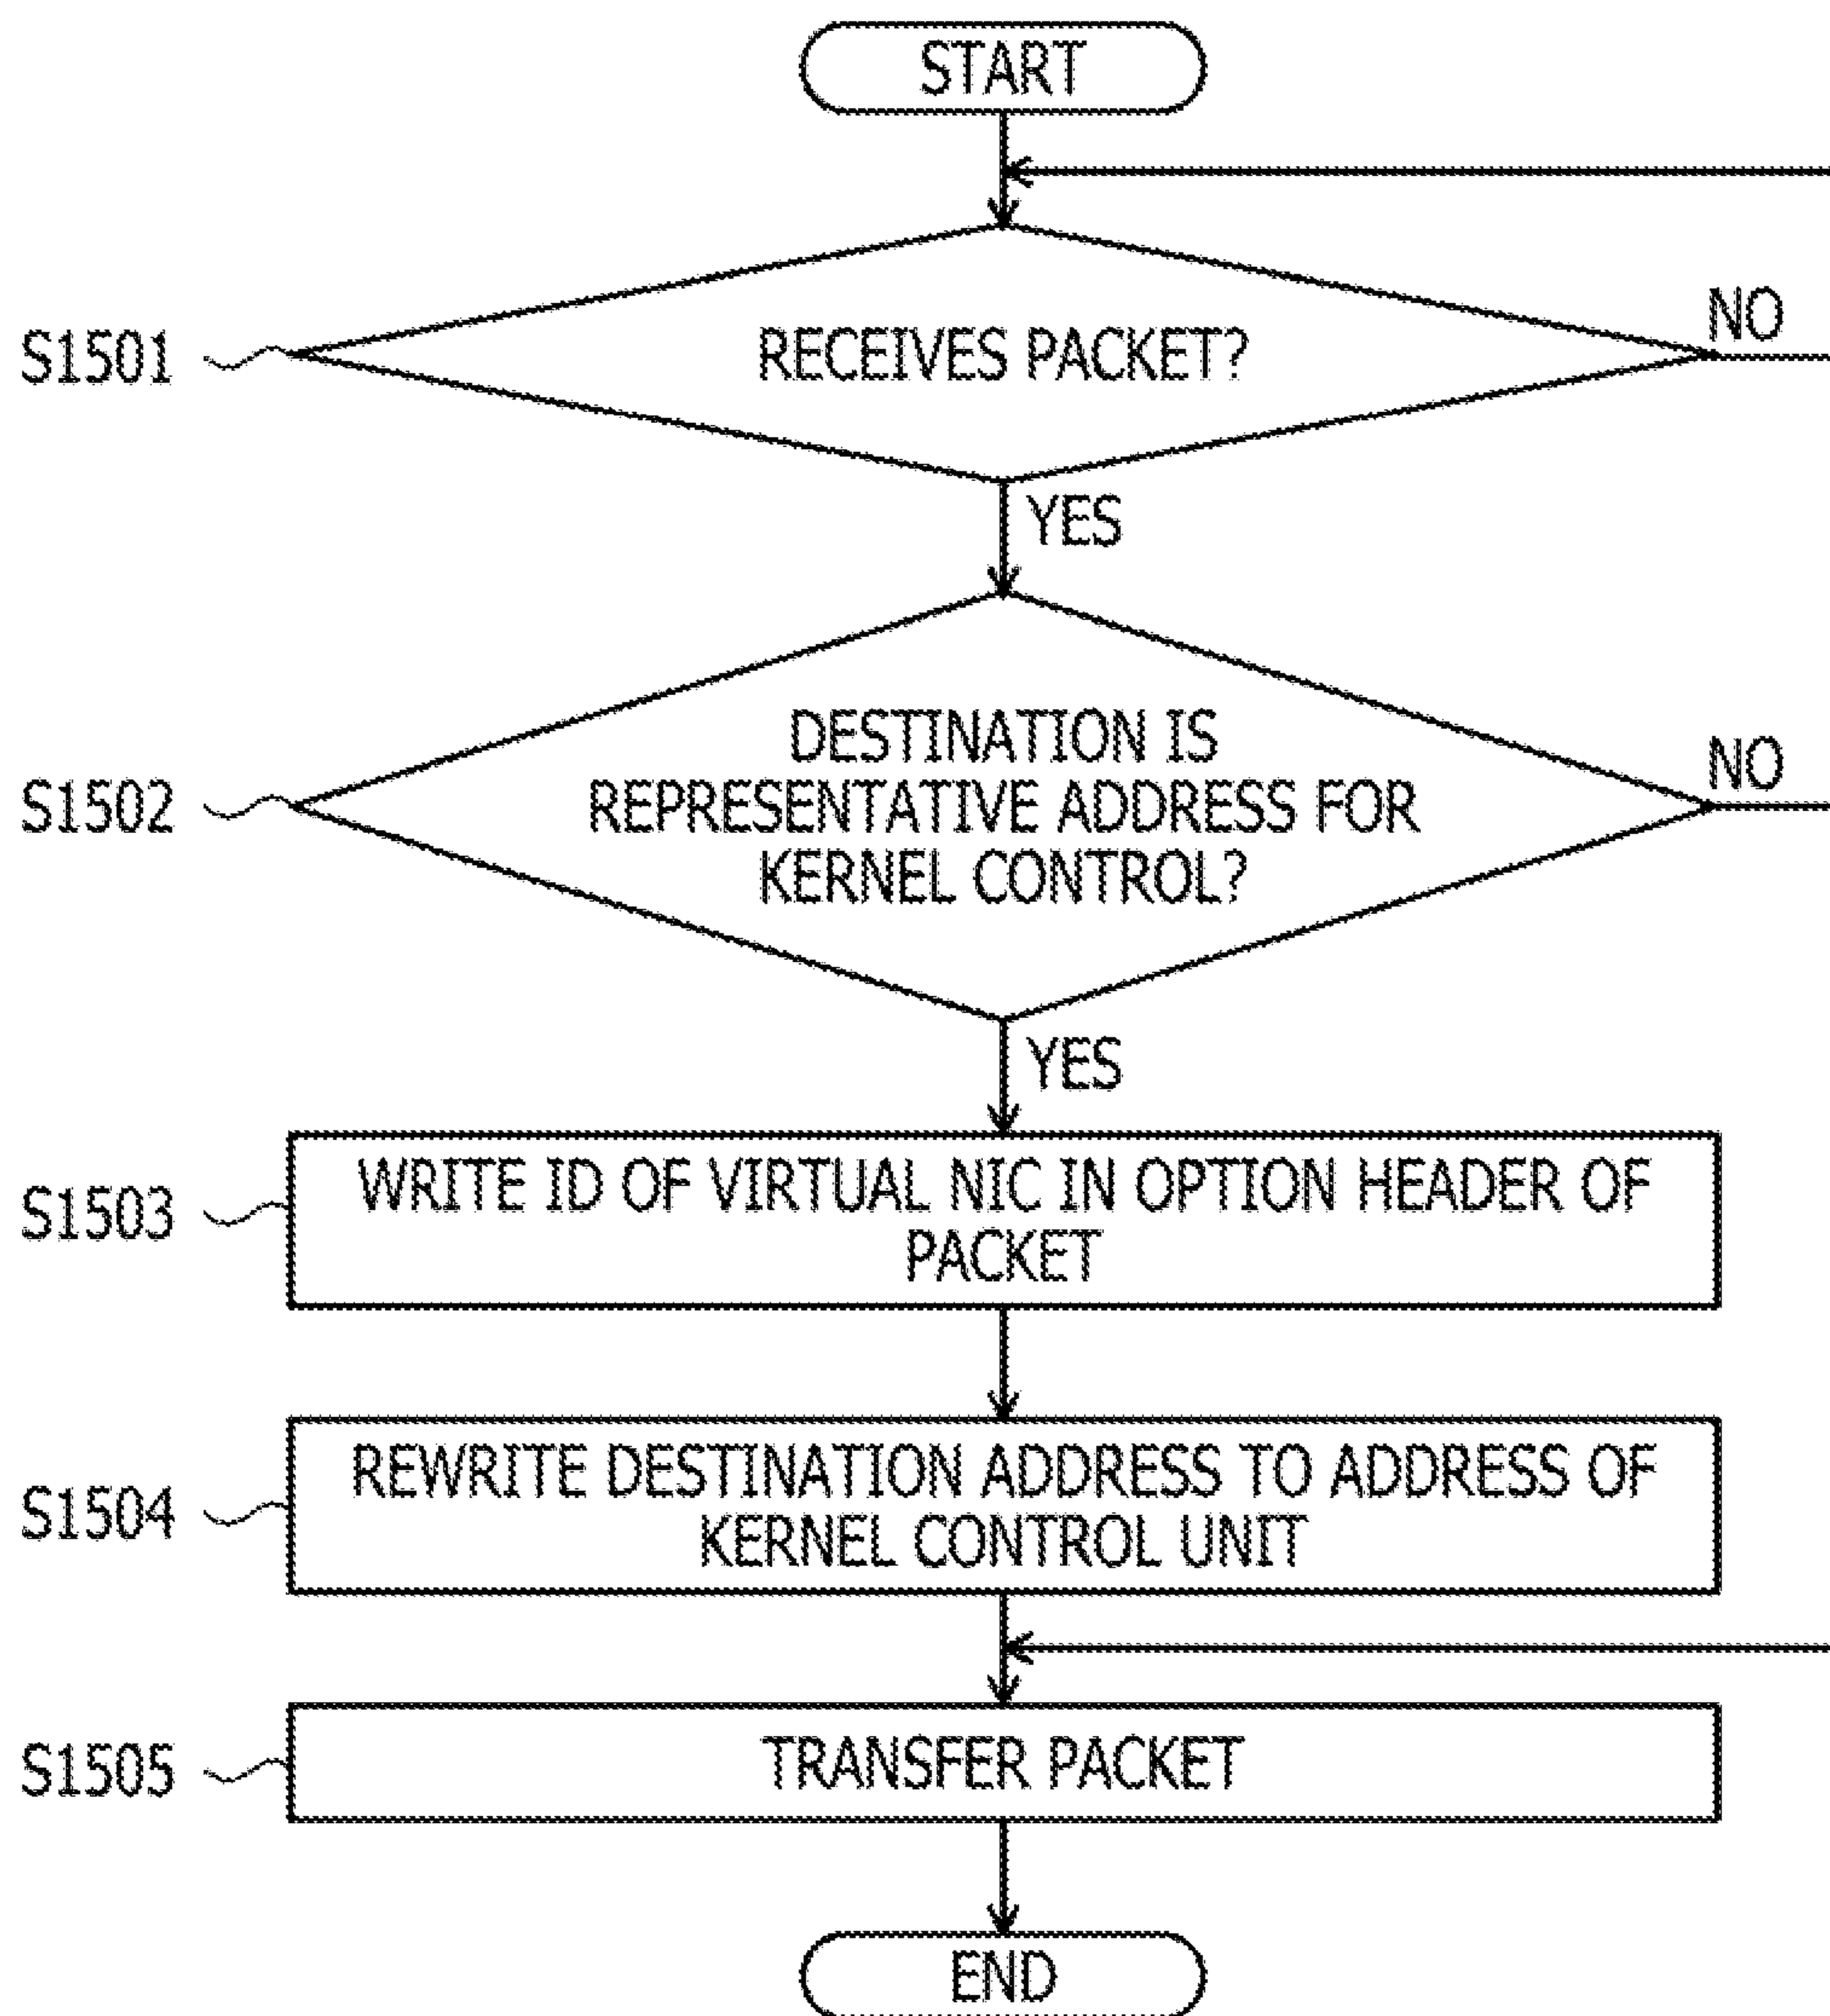 START
RECEIVES PACKET?
NO
S1501
YES
DESTINATION IS
REPRESENTATIVE ADDRESS FOR
KERNEL CONTROL?
NO
S1502
YES
WRITE ID OF VIRTUAL NIC IN OPTION HEADER OF
PACKET
S1503
REWRITE DESTINATION ADDRESS TO ADDRESS OF
KERNEL CONTROL UNIT
S1504
TRANSFER PACKET
S1505
END